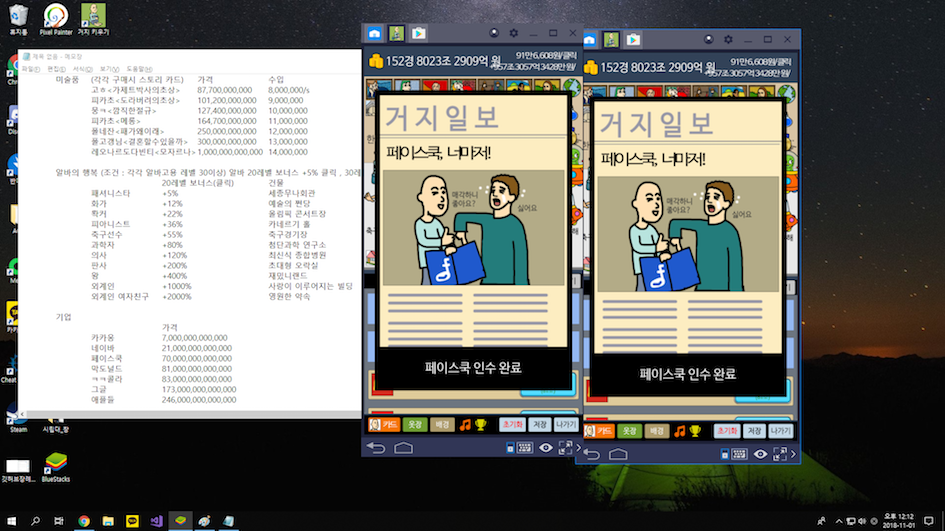 휴지통
Pixel Painter
거지 키우기
제목 없음 - 메모장
파일(F) 편집(E) 서식(O) 보기(V) 도움말(H)
미술품 (각각 구매시 스토리 카드) 가격 수입
고ㅎ<가제트박사의초상> 87,700,000,000 8,000,000/s
피카초<도라버려의초상> 101,200,000,000 9,000,000
뭉ㅋ<깜직한절규> 127,400,000,000 10,000,000
피카초<메롱> 164,700,000,000 11,000,000
폴네잔<패가왜이래> 250,000,000,000 12,000,000
폴고갱님<결혼할수있을까> 300,000,000,000 13,000,000
레오나르도다빈티<모자르나> 1,000,000,000,000 14,000,000
알바의 행복 (조건 : 각각 알바고용 레벨 30이상) 알바 20레벨 보너스 +5% 클릭 , 30레
20레벨 보너스(클릭) 건물
패셔니스타 +5% 세종무나회관
화가 +12% 예술의 짠당
롹커 +22% 올림픽 콘서트장
피아니스트 +36% 카네르기 홀
축구선수 +55% 축구경기장
과학자 +80% 첨단과학 연구소
의사 +120% 최신식 종합병원
판사 +200% 초대형 오락실
왕 +400% 재밌니랜드
외계인 +1000% 사랑이 이루어지는 빌딩
외계인 여자친구 +2000% 영원한 약속
기업
가격
카카옹 7,000,000,000,000
네이바 21,000,000,000,000
페이스쿡 70,000,000,000,000
막도널드 81,000,000,000,000
ㅋㅋ콜라 83,000,000,000,000
그글 173,000,000,000,000
애플들 246,000,000,000,000
152경 8023조 2909억 원
91만6,608원/클릭
957조.3057억.3428만원/
거지일보
페이스쿡, 너마저!
매각하니
좋아요?
싫어요
페이스쿡 인수 완료
카드 옷장 배경 초기화 저장 나가기
152경 8023조 2909억 원
91만6,608원/클릭
957조.3057억.3428만원/
거지일보
페이스쿡, 너마저!
매각하니
좋아요?
싫어요
페이스쿡 인수 완료
카드 옷장 배경 초기화 저장 나가기
Cheat
Steam
BlueStacks
오후 12:12
2018-11-01